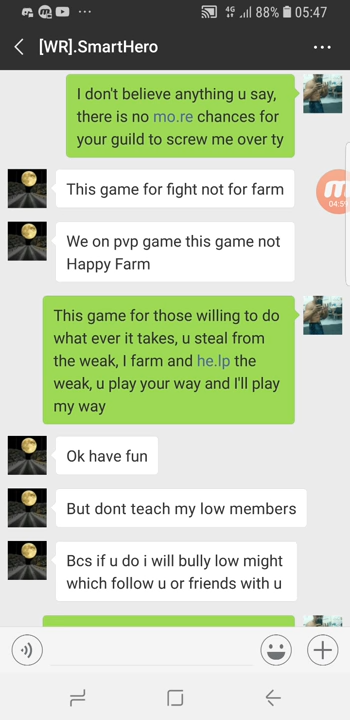 4G 88% 05:47
[WR].SmartHero
I don't believe anything u say,
there is no mo.re chances for
your guild to screw me over ty
This game for fight not for farm
04:59
We on pvp game this game not
Happy Farm
This game for those willing to do
what ever it takes, u steal from
the weak, I farm and he.lp the
weak, u play your way and I'll play
my way
Ok have fun
But dont teach my low members
Bcs if u do i will bully low might
which follow u or friends with u